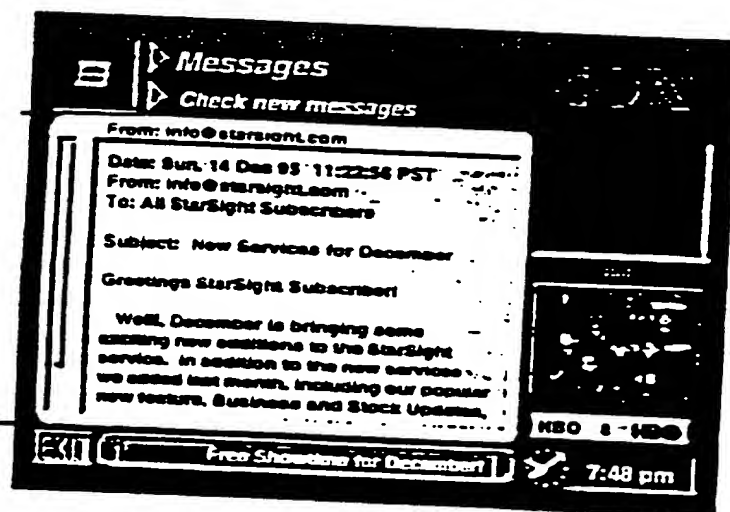 Messages
Check new messages
From: info@starsight.com
Date: Sun, 14 Dec 95 11:22:56 PST
From: info@starsight.com
To: All StarSight Subscribers
Subject: New Services for December
Greetings StarSight Subscriber!
Well, December is bringing some
exciting new additions to the StarSight
service. In addition to the new services
we added last month, including our popular
new feature, Business and Stock Updates,
HBO 8 HBO
Free Showtime for December!
7:48 pm